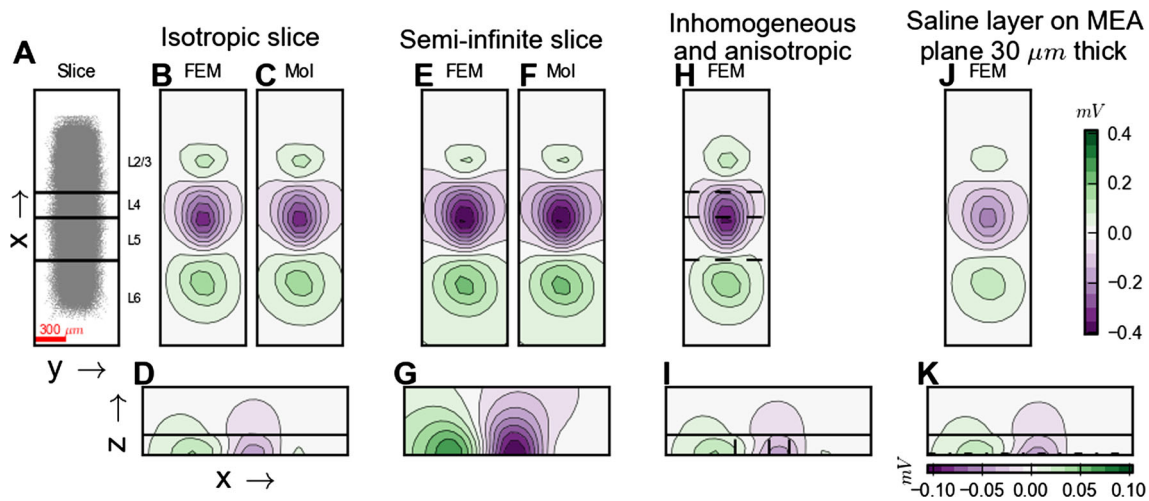 Isotropic slice
Semi-infinite slice
Inhomogeneous
and anisotropic
Saline layer on MEA
plane 30 μm thick
A
Slice
B FEM
C MoI
E FEM
F MoI
H FEM
J FEM
mV
L2/3
L4
L5
L6
x →
300 μm
y →
0.4
0.2
0.0
−0.2
−0.4
D
G
I
K
z →
x →
mV
−0.10 −0.05 0.00 0.05 0.10